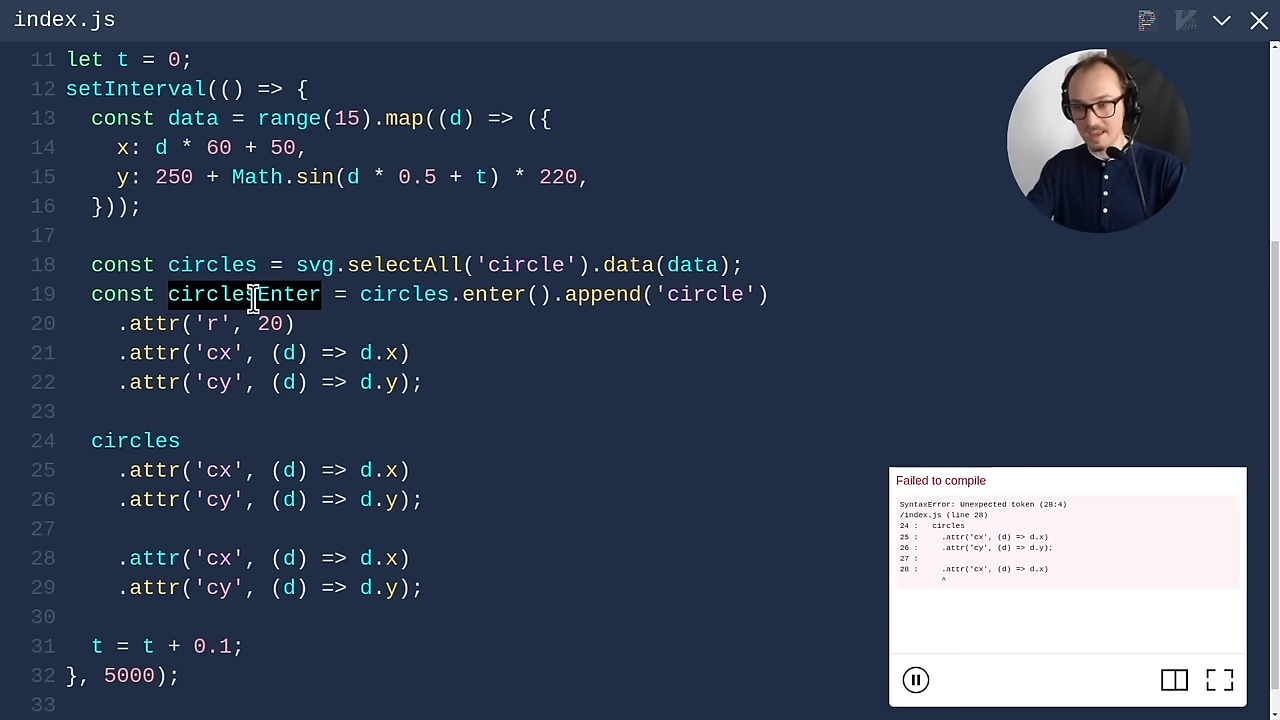 index.js
11 let t = 0;
12 setInterval(() => {
13   const data = range(15).map((d) => ({
14     x: d * 60 + 50,
15     y: 250 + Math.sin(d * 0.5 + t) * 220,
16   }));
17
18   const circles = svg.selectAll('circle').data(data);
19   const circlesEnter = circles.enter().append('circle')
20     .attr('r', 20)
21     .attr('cx', (d) => d.x)
22     .attr('cy', (d) => d.y);
23
24   circles
25     .attr('cx', (d) => d.x)
26     .attr('cy', (d) => d.y);
27
28     .attr('cx', (d) => d.x)
29     .attr('cy', (d) => d.y);
30
31   t = t + 0.1;
32 }, 5000);
33
Failed to compile
SyntaxError: Unexpected token (28:4)
/index.js (line 28)
24 :   circles
25 :     .attr('cx', (d) => d.x)
26 :     .attr('cy', (d) => d.y);
27 :
28 :     .attr('cx', (d) => d.x)
^